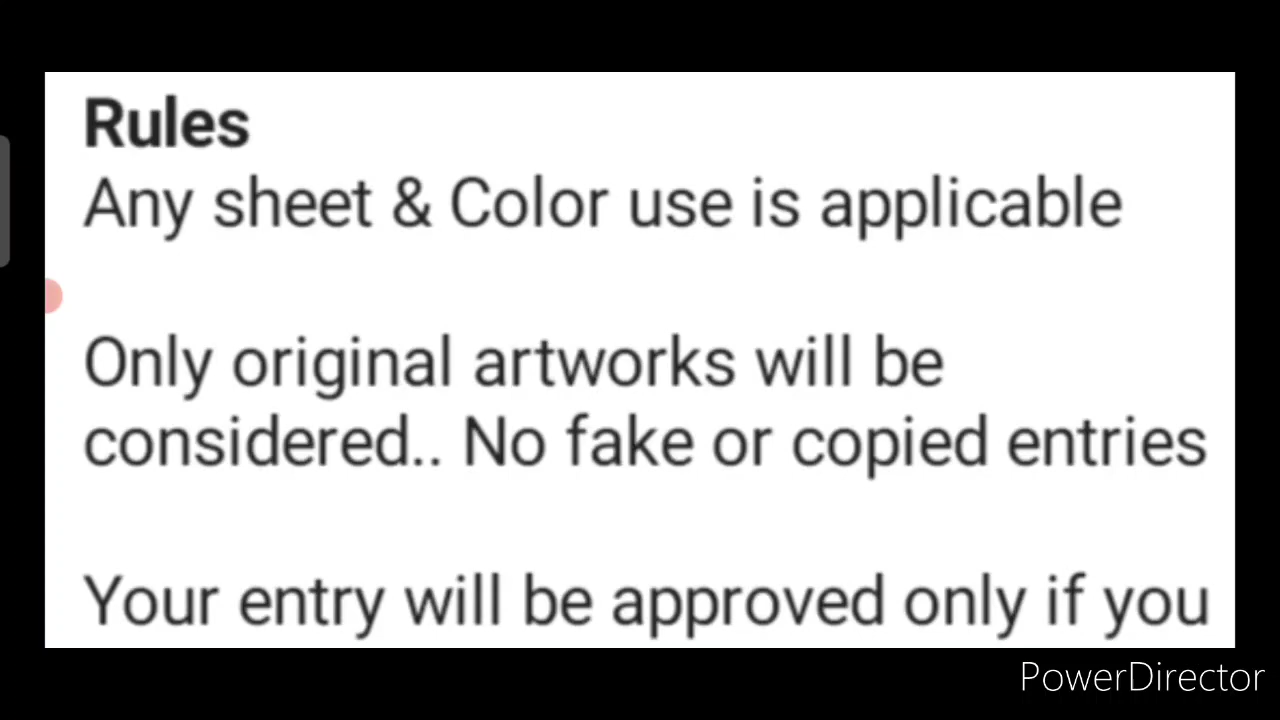 Rules
Any sheet & Color use is applicable
Only original artworks will be
considered.. No fake or copied entries
Your entry will be approved only if you
PowerDirector